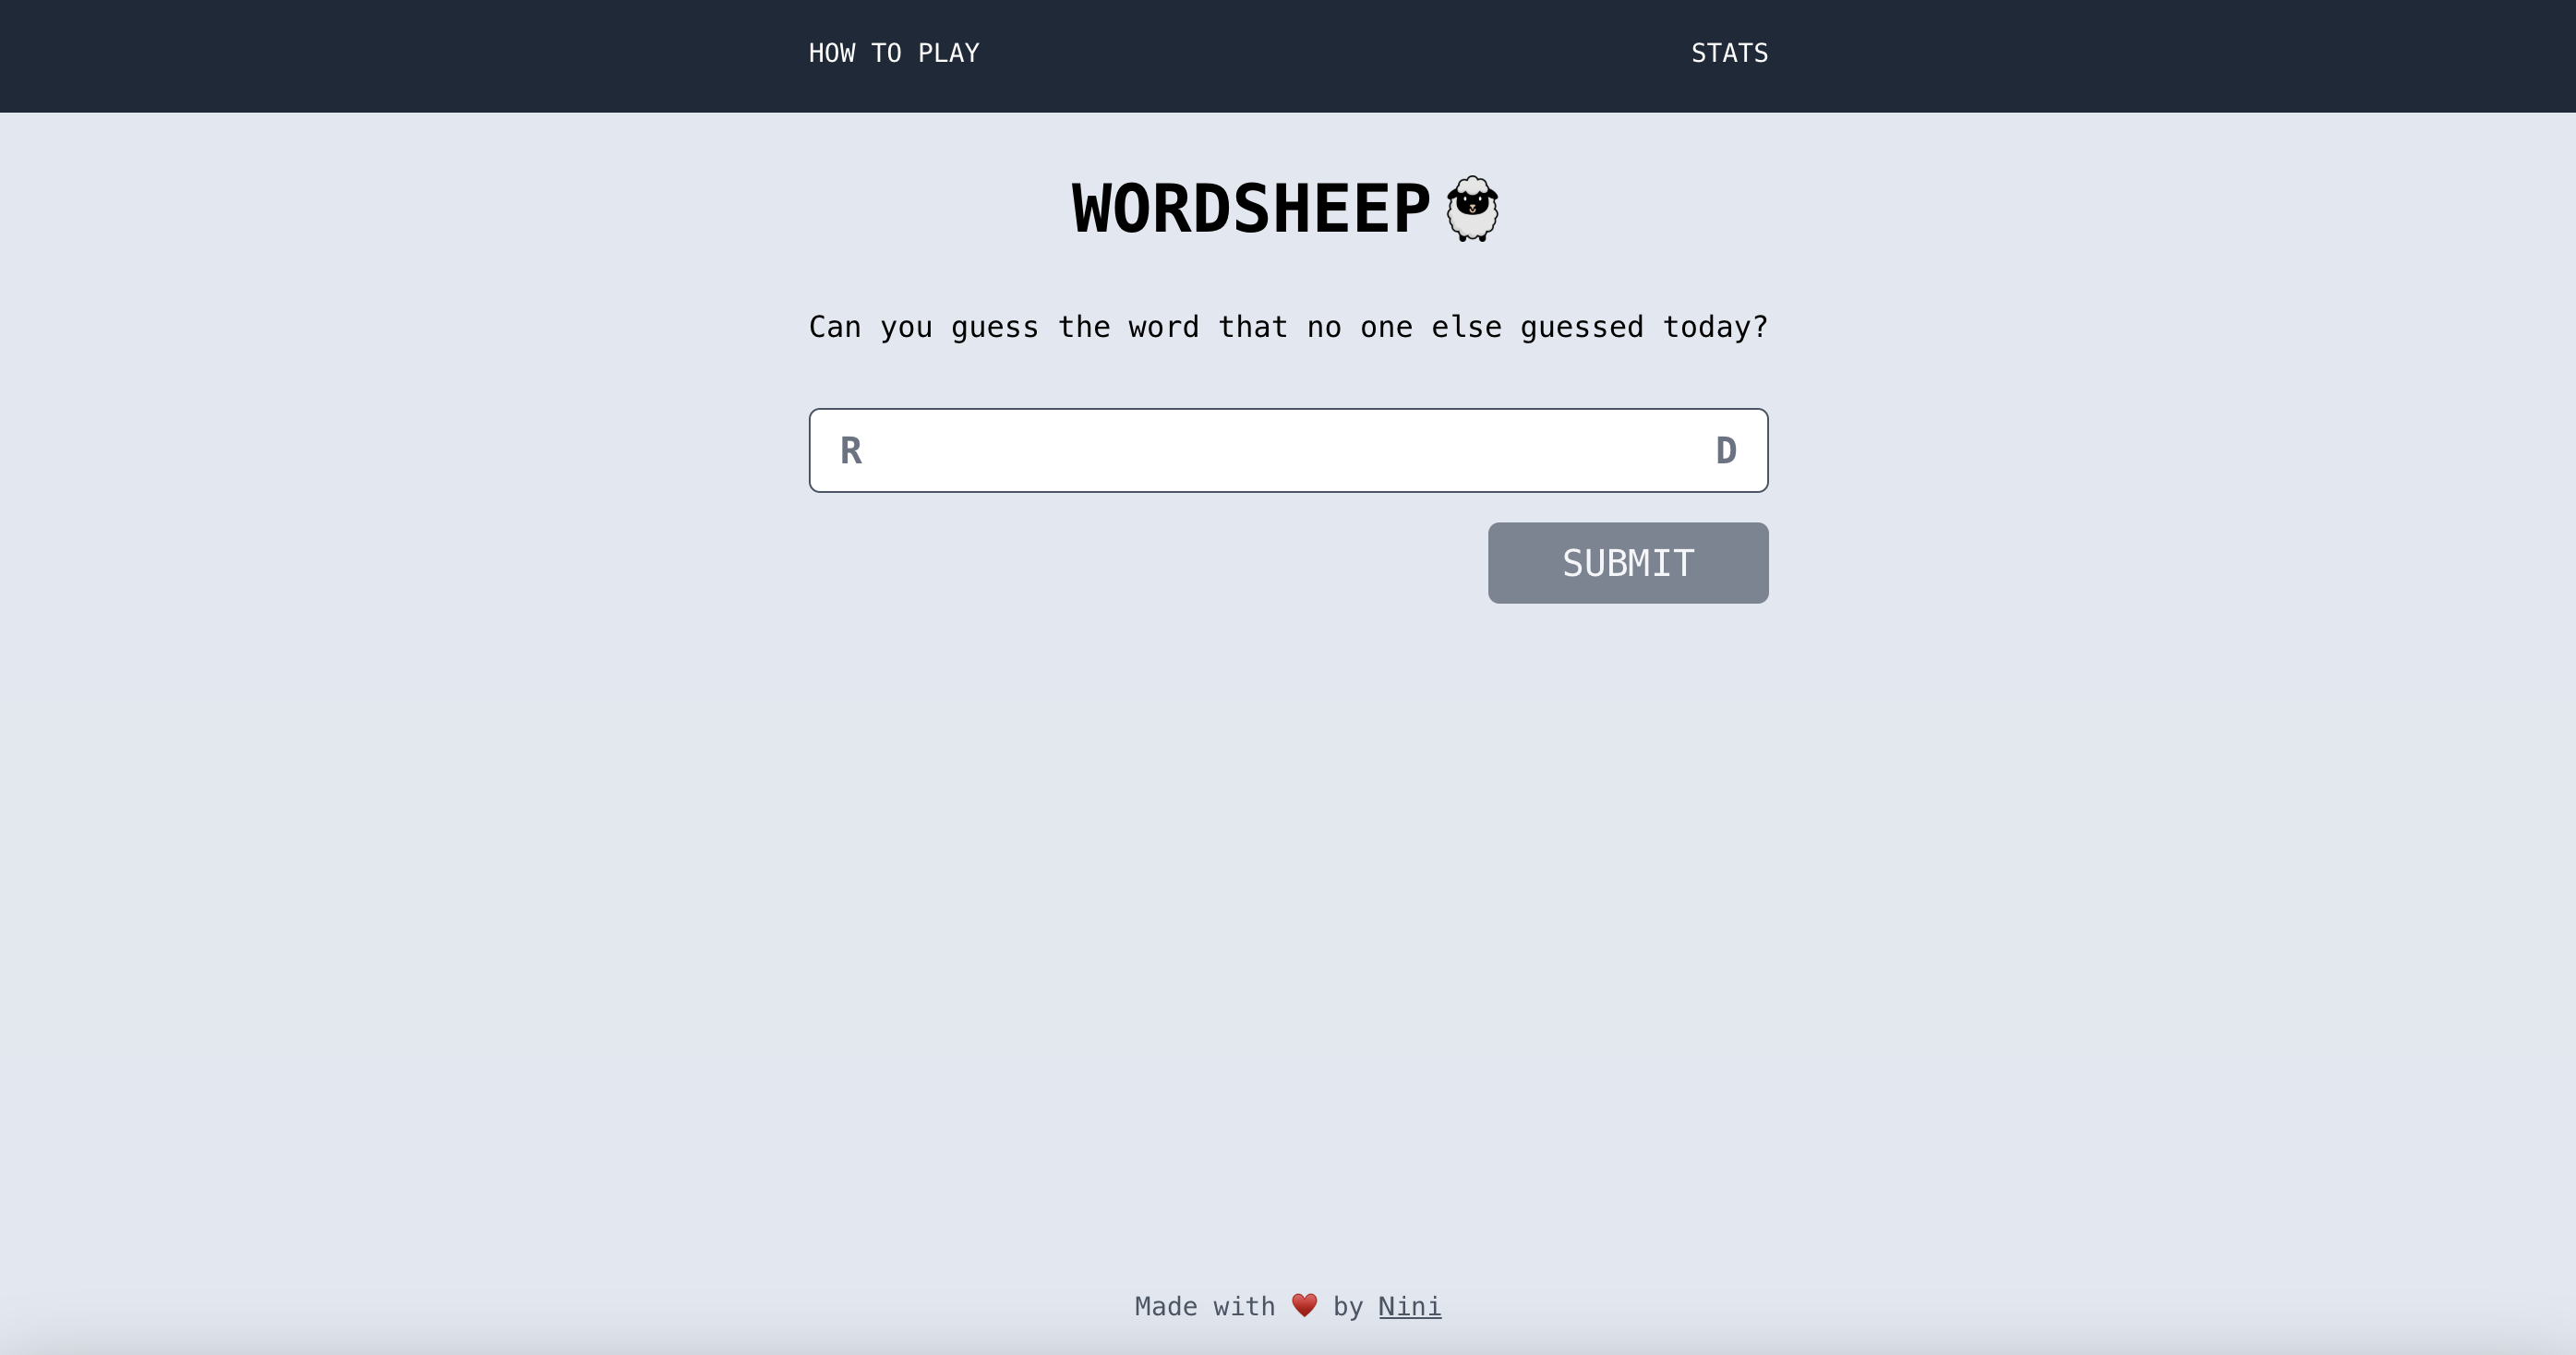 HOW TO PLAY STATS
WORDSHEEP
Can you guess the word that no one else guessed today?
R D
SUBMIT
Made with ❤️ by Nini